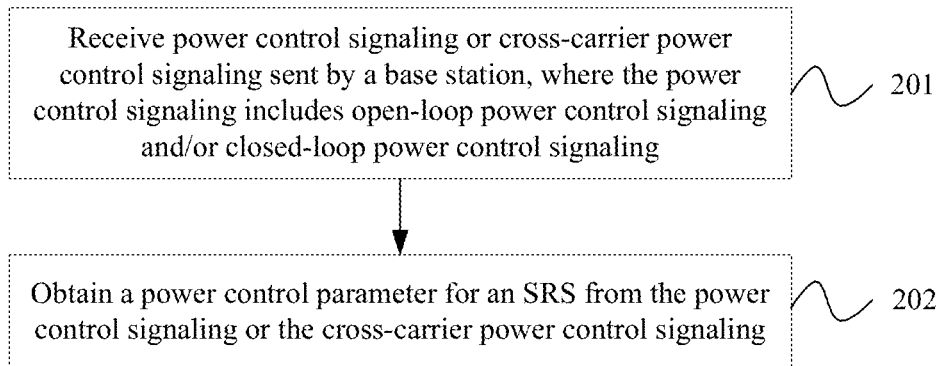 Receive power control signaling or cross-carrier power
control signaling sent by a base station, where the power
control signaling includes open-loop power control signaling
and/or closed-loop power control signaling
201
Obtain a power control parameter for an SRS from the power
control signaling or the cross-carrier power control signaling
202